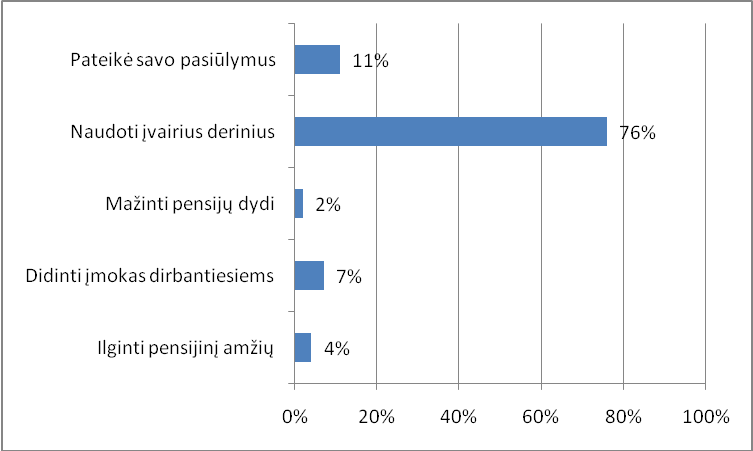 Pateikė savo pasiūlymus 11%
Naudoti įvairius derinius 76%
Mažinti pensijų dydi 2%
Didinti įmokas dirbantiesiems 7%
Ilginti pensijinį amžių 4%
0% 20% 40% 60% 80% 100%